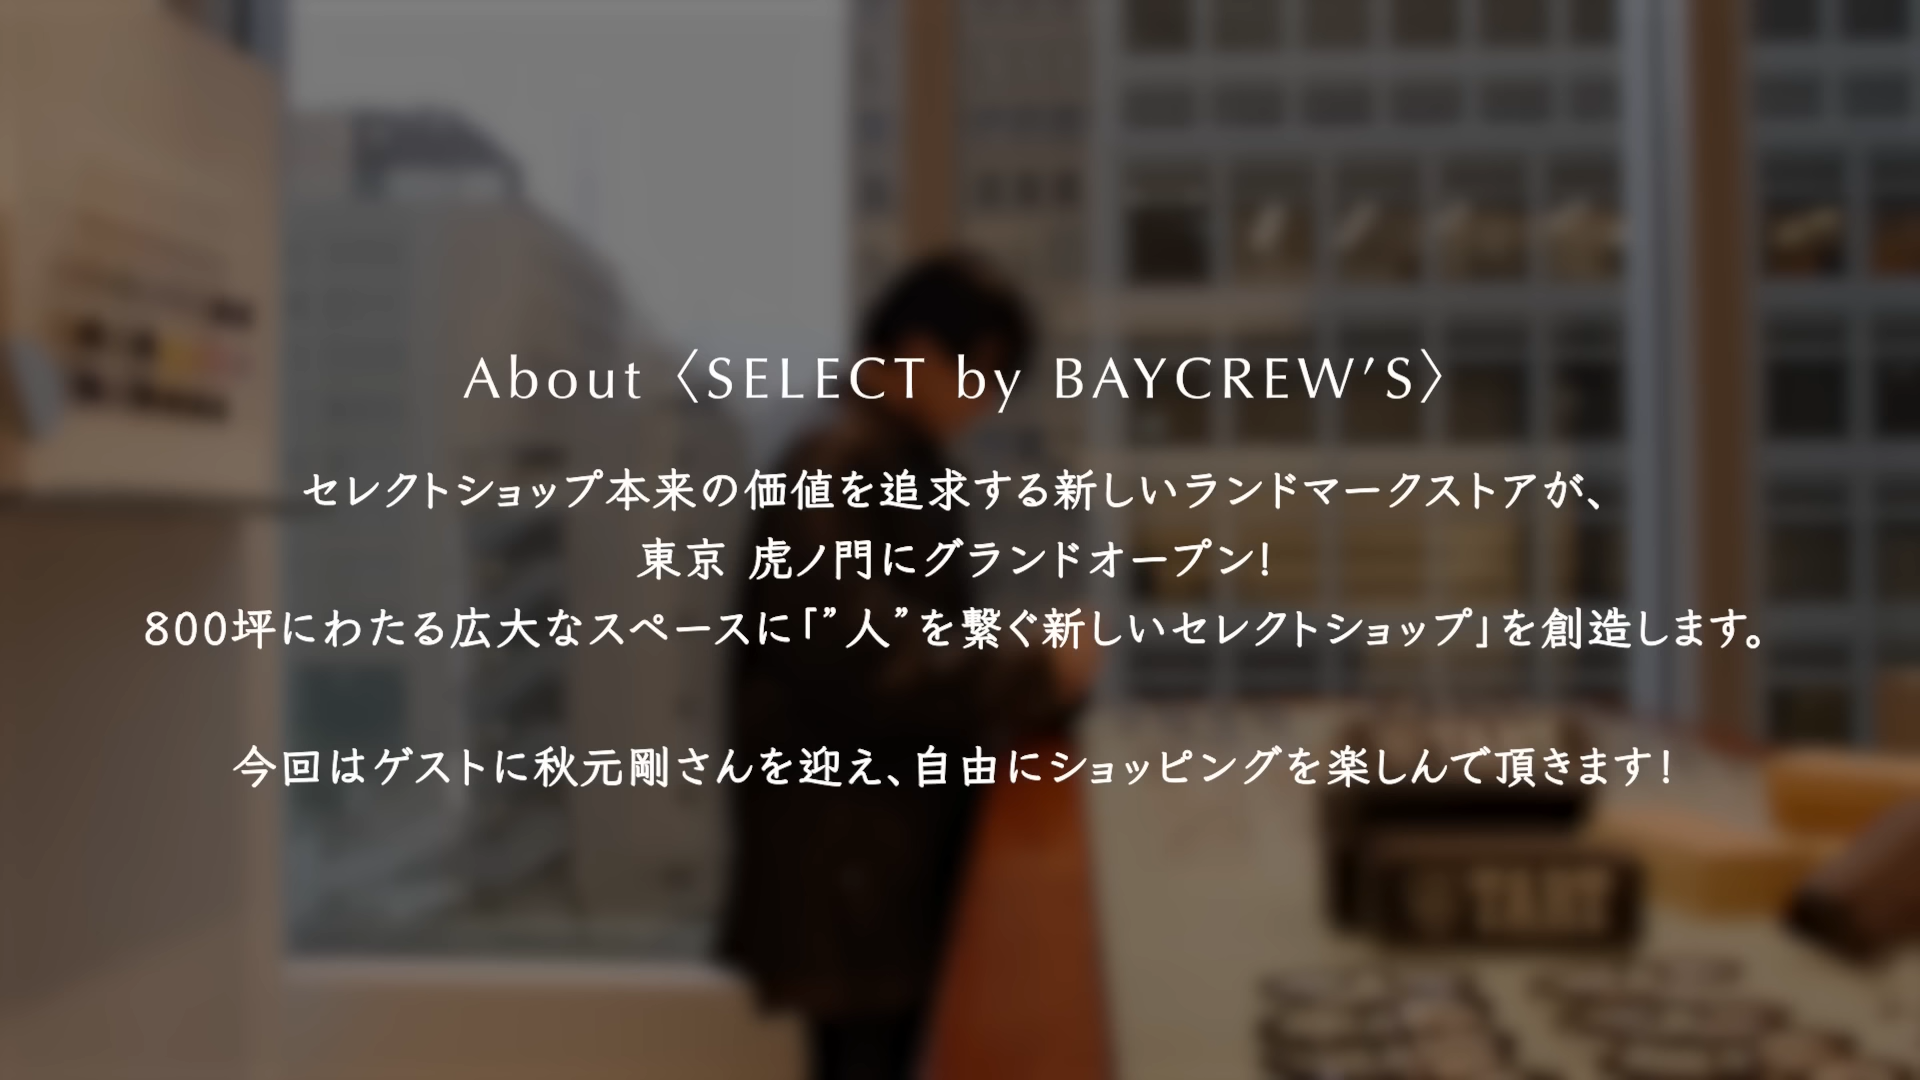 About〈SELECT by BAYCREW’S〉
セレクトショップ本来の価値を追求する新しいランドマークストアが、
東京 虎ノ門にグランドオープン!
800坪にわたる広大なスペースに「”人”を繋ぐ新しいセレクトショップ」を創造します。
今回はゲストに秋元剛さんを迎え、自由にショッピングを楽しんで頂きます!
TART